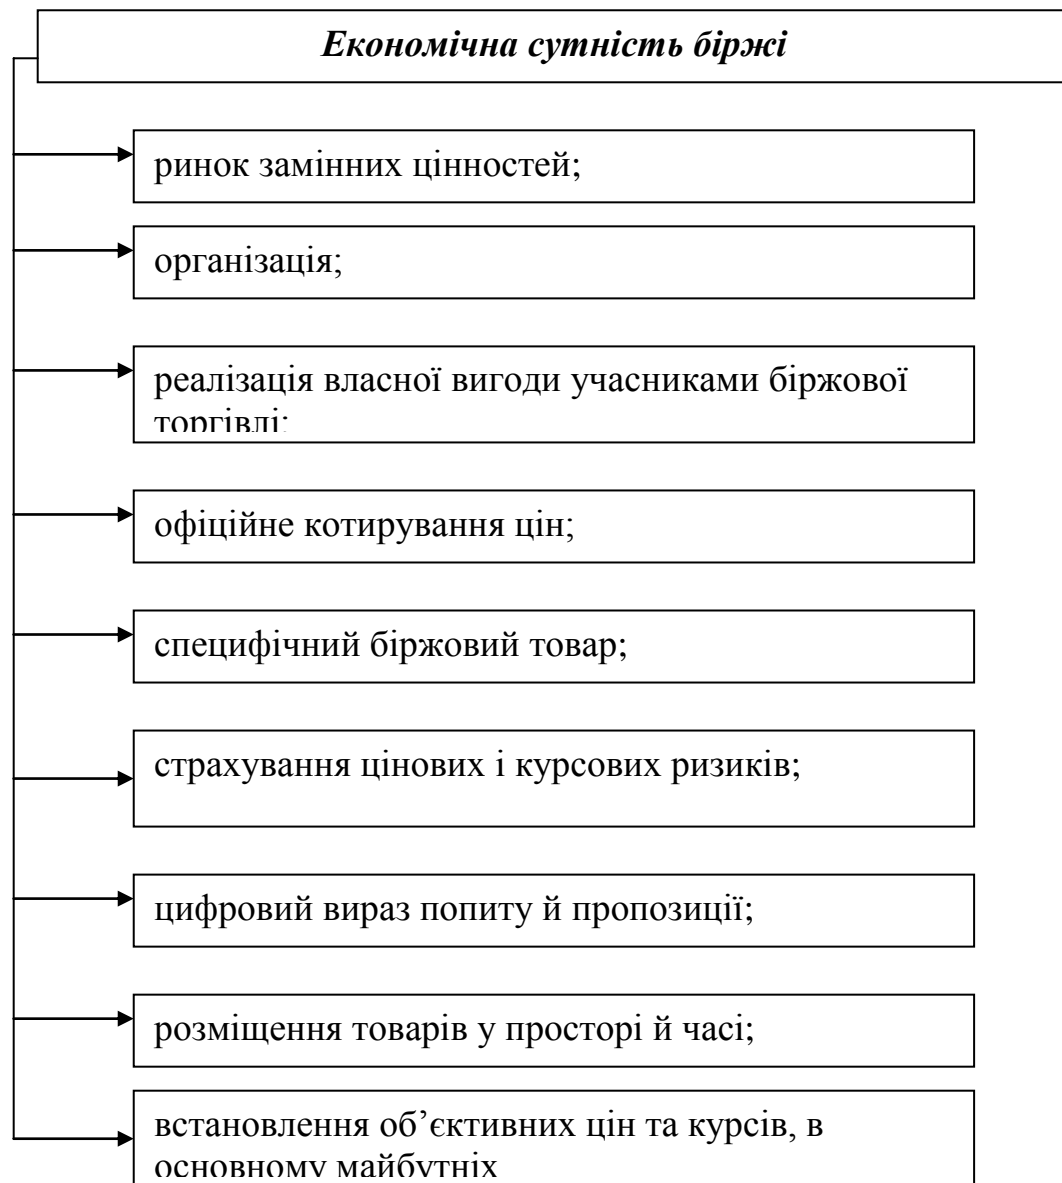 Економічна сутність біржі
ринок замінних цінностей;
організація;
реалізація власної вигоди учасниками біржової
торгівлі;
офіційне котирування цін;
специфічний біржовий товар;
страхування цінових і курсових ризиків;
цифровий вираз попиту й пропозиції;
розміщення товарів у просторі й часі;
встановлення об’єктивних цін та курсів, в
основному майбутніх